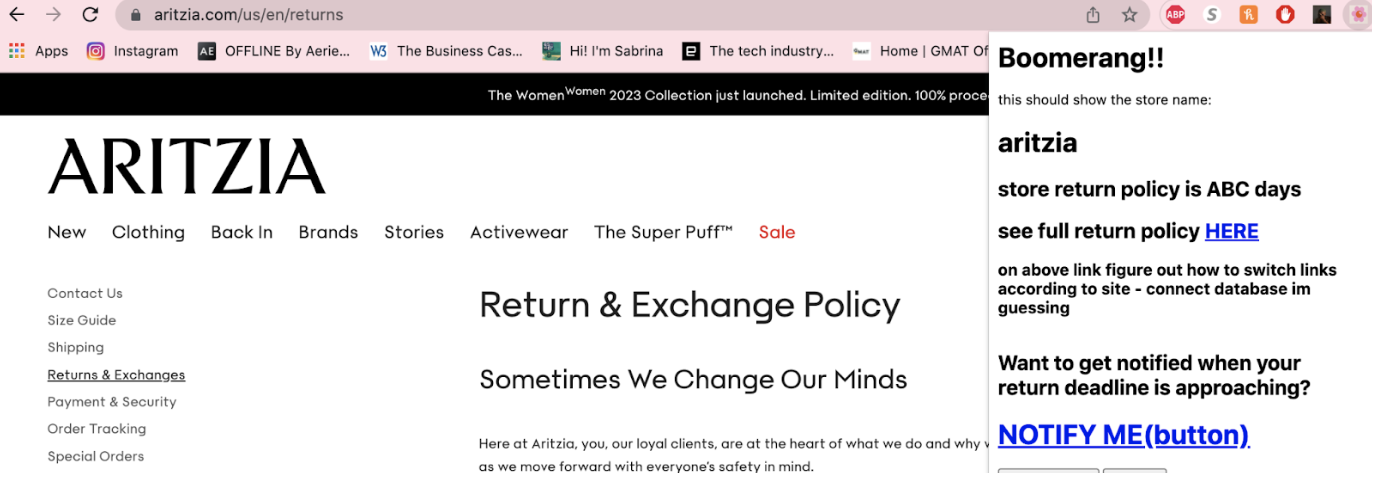 aritzia.com/us/en/returns
ABP S
Apps Instagram AE OFFLINE By Aerie... W3 The Business Cas... Hi! I'm Sabrina The tech industry... Home | GMAT Of
The Women Women 2023 Collection just launched. Limited edition. 100% procee
ARITZIA
New Clothing Back In Brands Stories Activewear The Super Puff™ Sale
Contact Us
Size Guide
Shipping
Returns & Exchanges
Payment & Security
Order Tracking
Special Orders
Return & Exchange Policy
Sometimes We Change Our Minds
Here at Aritzia, you, our loyal clients, are at the heart of what we do and why
as we move forward with everyone's safety in mind.
Boomerang!!
this should show the store name:
aritzia
store return policy is ABC days
see full return policy HERE
on above link figure out how to switch links
according to site - connect database im
guessing
Want to get notified when your
return deadline is approaching?
NOTIFY ME(button)